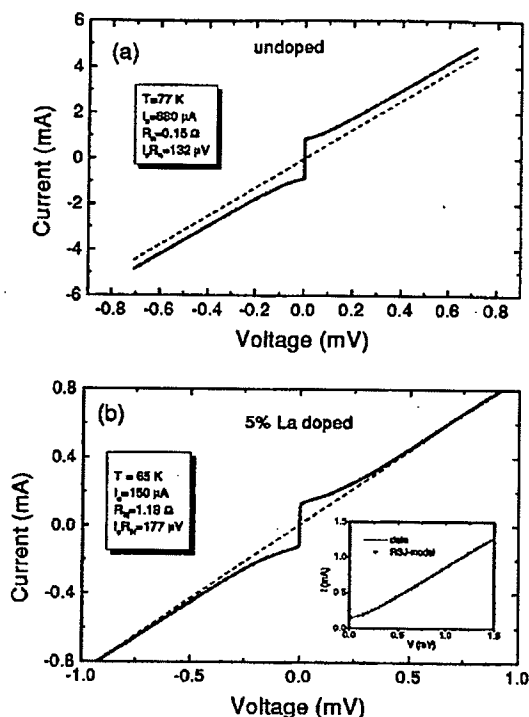 6
4
2
0
-2
-4
-6
Current (mA)
(a)
undoped
T=77 K
I_c=880 µA
R_n=0.15 Ω
I_cR_n=132 µV
-0.8 -0.6 -0.4 -0.2 0.0 0.2 0.4 0.6 0.8
Voltage (mV)
0.8
0.4
0.0
-0.4
-0.8
Current (mA)
(b)
5% La doped
T = 65 K
I_c=150 µA
R_N=1.18 Ω
I_cR_N=177 µV
1.5
1.0
0.5
0.0
I (mA)
data
RSJ-model
0.0 0.5 1.0 1.5
V (mV)
-1.0 -0.5 0.0 0.5 1.0
Voltage (mV)